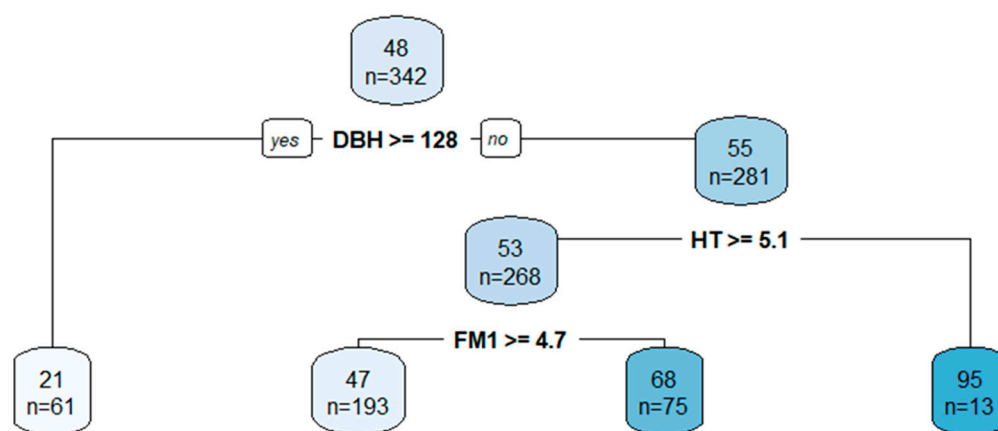 48
n=342
yes DBH >= 128 no
55
n=281
53
n=268
HT >= 5.1
FM1 >= 4.7
21
n=61
47
n=193
68
n=75
95
n=13